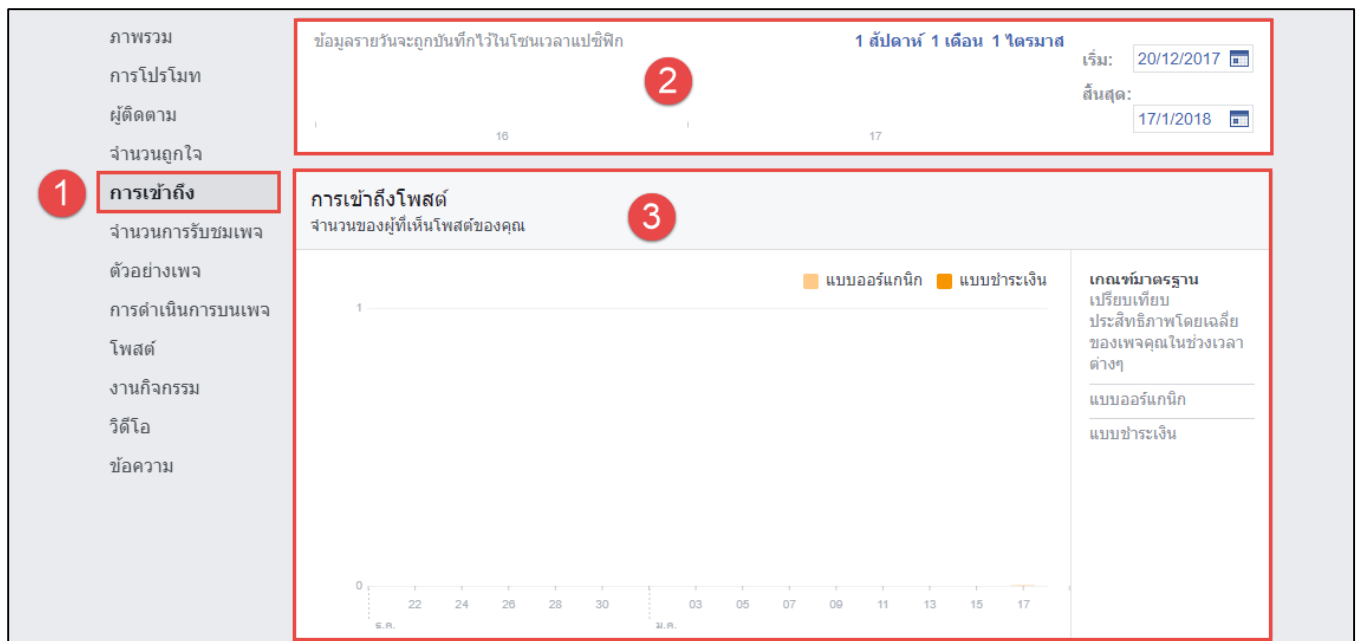 ภาพรวม
การโปรโมท
ผู้ติดตาม
จำนวนถูกใจ
1
การเข้าถึง
จำนวนการรับชมเพจ
ตัวอย่างเพจ
การดำเนินการบนเพจ
โพสต์
งานกิจกรรม
วิดีโอ
ข้อความ
ข้อมูลรายวันจะถูกบันทึกไว้ในโซนเวลาแปซิฟิก
1 สัปดาห์ 1 เดือน 1 ไตรมาส
เริ่ม: 20/12/2017
สิ้นสุด:
17/1/2018
2
16 17
การเข้าถึงโพสต์
จำนวนของผู้ที่เห็นโพสต์ของคุณ
3
แบบออร์แกนิก แบบชำระเงิน
1
0
22 24 26 28 30 03 05 07 09 11 13 15 17
ธ.ค. ม.ค.
เกณฑ์มาตรฐาน
เปรียบเทียบ
ประสิทธิภาพโดยเฉลี่ย
ของเพจคุณในช่วงเวลา
ต่างๆ
แบบออร์แกนิก
แบบชำระเงิน